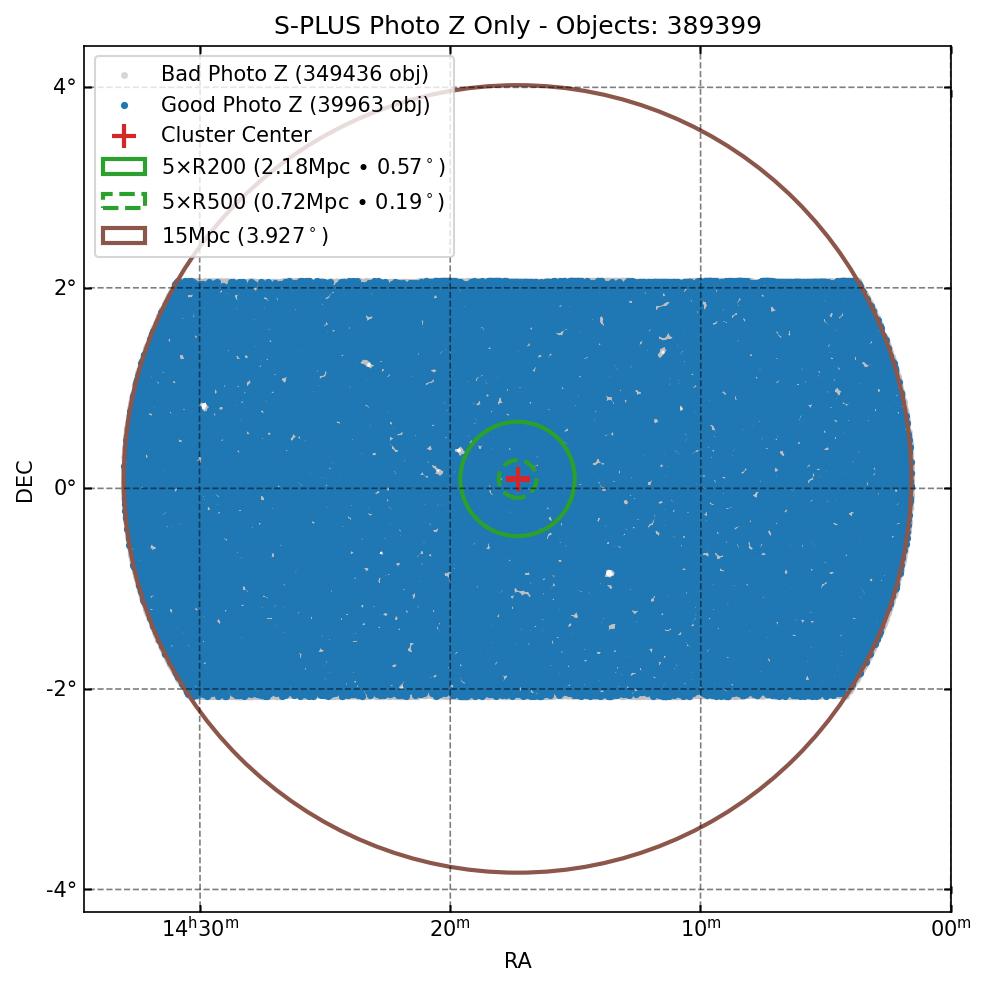 S-PLUS Photo Z Only - Objects: 389399
Bad Photo Z (349436 obj)
Good Photo Z (39963 obj)
Cluster Center
5×R200 (2.18Mpc • 0.57°)
5×R500 (0.72Mpc • 0.19°)
15Mpc (3.927°)
4°
2°
0°
-2°
-4°
DEC
14ʰ30ᵐ 20ᵐ 10ᵐ 00ᵐ
RA